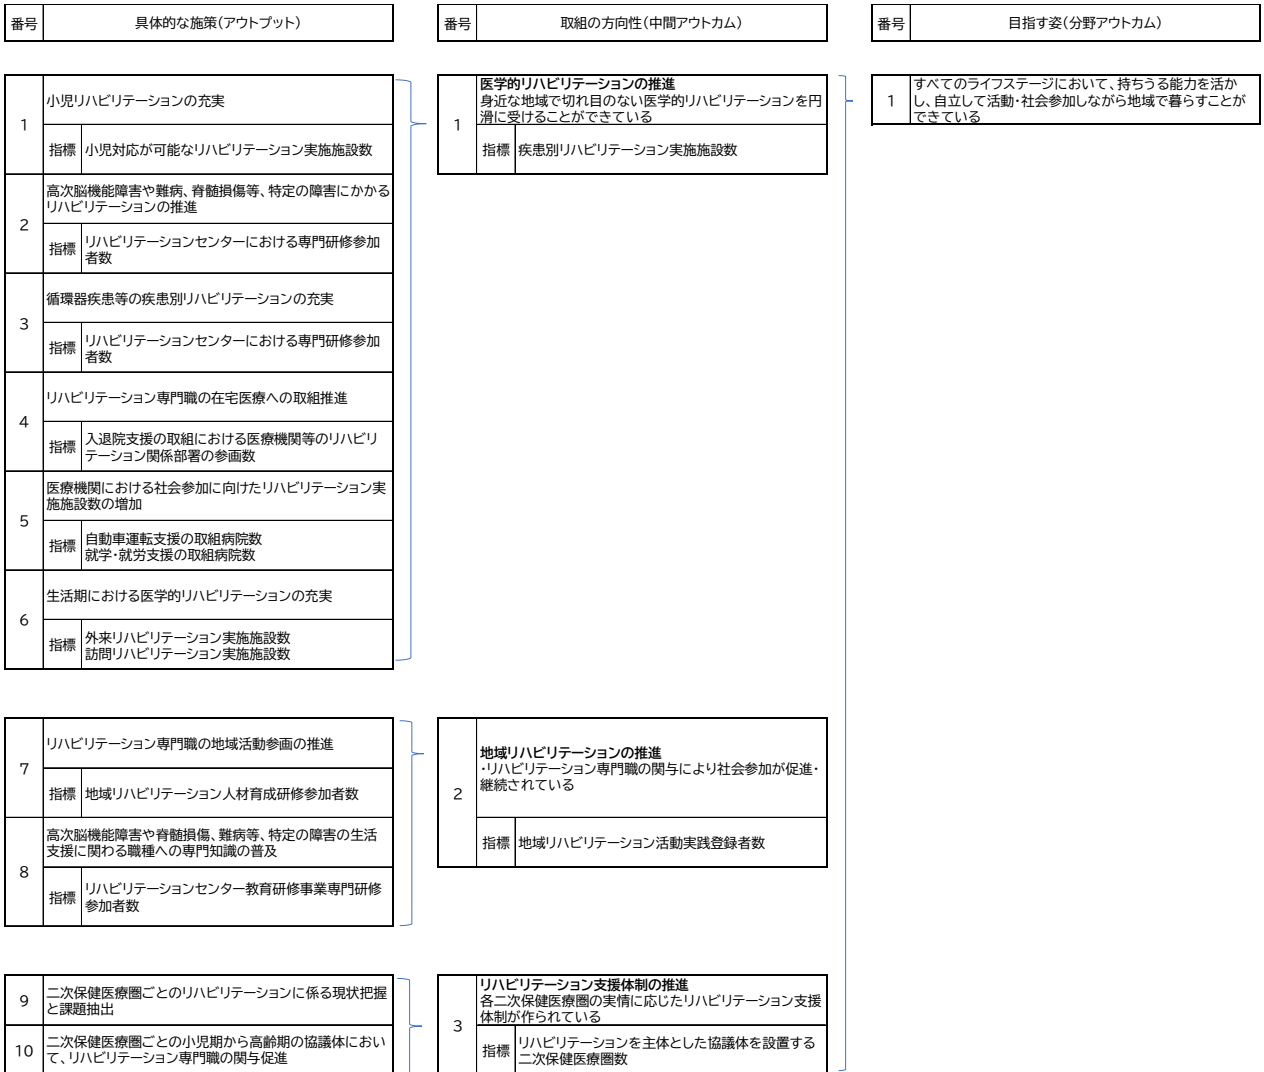 番号
具体的な施策(アウトプット)
番号
取組の方向性(中間アウトカム)
番号
目指す姿(分野アウトカム)
1
小児リハビリテーションの充実
指標
小児対応が可能なリハビリテーション実施施設数
2
高次脳機能障害や難病、脊髄損傷等、特定の障害にかかる
リハビリテーションの推進
指標
リハビリテーションセンターにおける専門研修参加
者数
3
循環器疾患等の疾患別リハビリテーションの充実
指標
リハビリテーションセンターにおける専門研修参加
者数
4
リハビリテーション専門職の在宅医療への取組推進
指標
入退院支援の取組における医療機関等のリハビリ
テーション関係部署の参画数
5
医療機関における社会参加に向けたリハビリテーション実
施施設数の増加
指標
自動車運転支援の取組病院数
就学・就労支援の取組病院数
6
生活期における医学的リハビリテーションの充実
指標
外来リハビリテーション実施施設数
訪問リハビリテーション実施施設数
1
医学的リハビリテーションの推進
身近な地域で切れ目のない医学的リハビリテーションを円
滑に受けることができている
指標
疾患別リハビリテーション実施施設数
1
すべてのライフステージにおいて、持ちうる能力を活か
し、自立して活動・社会参加しながら地域で暮らすことが
できている
7
リハビリテーション専門職の地域活動参画の推進
指標
地域リハビリテーション人材育成研修参加者数
8
高次脳機能障害や脊髄損傷、難病等、特定の障害の生活
支援に関わる職種への専門知識の普及
指標
リハビリテーションセンター教育研修事業専門研修
参加者数
2
地域リハビリテーションの推進
・リハビリテーション専門職の関与により社会参加が促進・
継続されている
指標
地域リハビリテーション活動実践登録者数
9
二次保健医療圏ごとのリハビリテーションに係る現状把握
と課題抽出
10
二次保健医療圏ごとの小児期から高齢期の協議体におい
て、リハビリテーション専門職の関与促進
3
リハビリテーション支援体制の推進
各二次保健医療圏の実情に応じたリハビリテーション支援
体制が作られている
指標
リハビリテーションを主体とした協議体を設置する
二次保健医療圏数